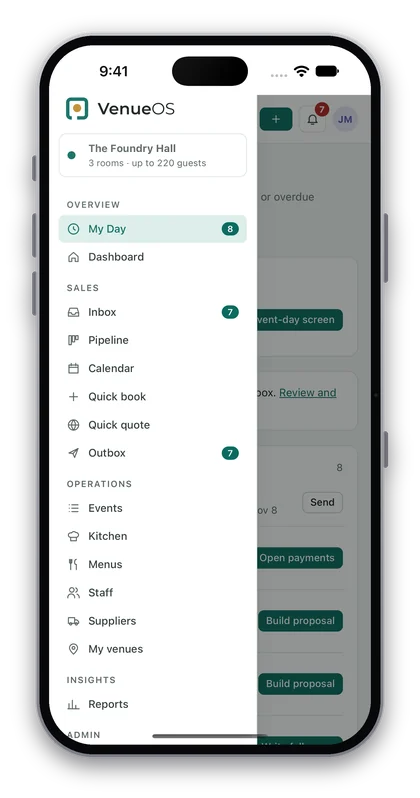 9:41
VenueOS
7
JM
The Foundry Hall
3 rooms · up to 220 guests
or overdue
OVERVIEW
My Day 8
Dashboard
SALES
Inbox 7
vent-day screen
Pipeline
Calendar
Quick book
box. Review and
Quick quote
Outbox 7
8
OPERATIONS
Events
ov 8 Send
Kitchen
Menus
Open payments
Staff
Suppliers
Build proposal
My venues
INSIGHTS
Build proposal
Reports
ADMIN